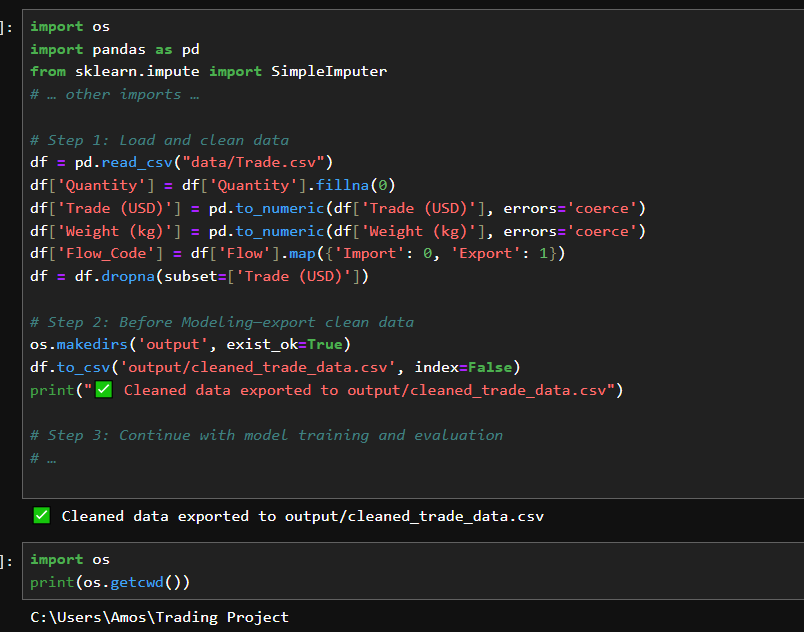 ]:
import os
import pandas as pd
from sklearn.impute import SimpleImputer
# … other imports …
# Step 1: Load and clean data
df = pd.read_csv("data/Trade.csv")
df['Quantity'] = df['Quantity'].fillna(0)
df['Trade (USD)'] = pd.to_numeric(df['Trade (USD)'], errors='coerce')
df['Weight (kg)'] = pd.to_numeric(df['Weight (kg)'], errors='coerce')
df['Flow_Code'] = df['Flow'].map({'Import': 0, 'Export': 1})
df = df.dropna(subset=['Trade (USD)'])
# Step 2: Before Modeling—export clean data
os.makedirs('output', exist_ok=True)
df.to_csv('output/cleaned_trade_data.csv', index=False)
print("✅ Cleaned data exported to output/cleaned_trade_data.csv")
# Step 3: Continue with model training and evaluation
# …
✅ Cleaned data exported to output/cleaned_trade_data.csv
]:
import os
print(os.getcwd())
C:\Users\Amos\Trading Project